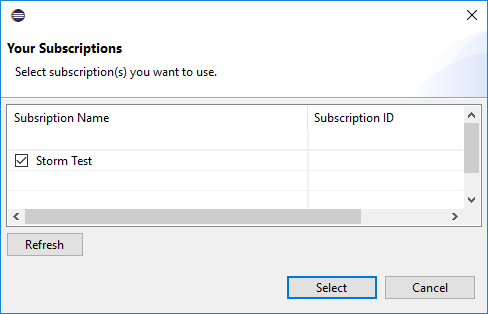 Your Subscriptions
Select subscription(s) you want to use.
Subsription Name Subscription ID
Storm Test
Refresh
Select Cancel